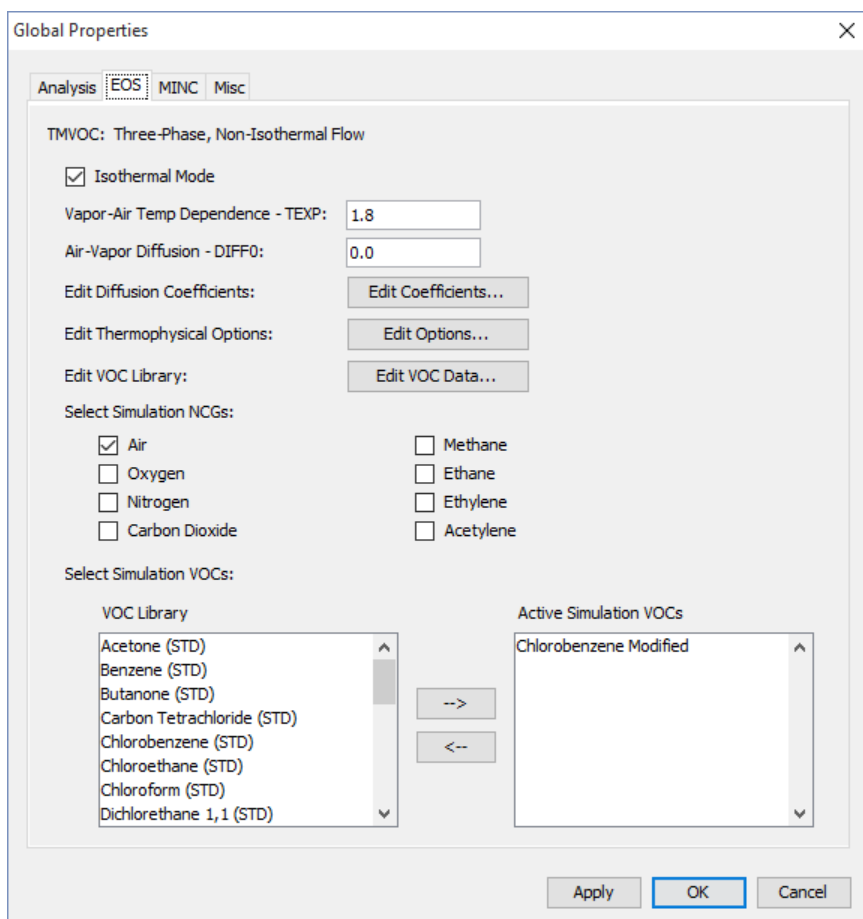 Global Properties
Analysis EOS MINC Misc
TMVOC: Three-Phase, Non-Isothermal Flow
Isothermal Mode
Vapor-Air Temp Dependence - TEXP: 1.8
Air-Vapor Diffusion - DIFF0: 0.0
Edit Diffusion Coefficients: Edit Coefficients...
Edit Thermophysical Options: Edit Options...
Edit VOC Library: Edit VOC Data...
Select Simulation NCGs:
Air Methane
Oxygen Ethane
Nitrogen Ethylene
Carbon Dioxide Acetylene
Select Simulation VOCs:
VOC Library Active Simulation VOCs
Acetone (STD) Chlorobenzene Modified
Benzene (STD)
Butanone (STD)
-->
Carbon Tetrachloride (STD)
Chlorobenzene (STD)
<--
Chloroethane (STD)
Chloroform (STD)
Dichlorethane 1,1 (STD)
Apply OK Cancel